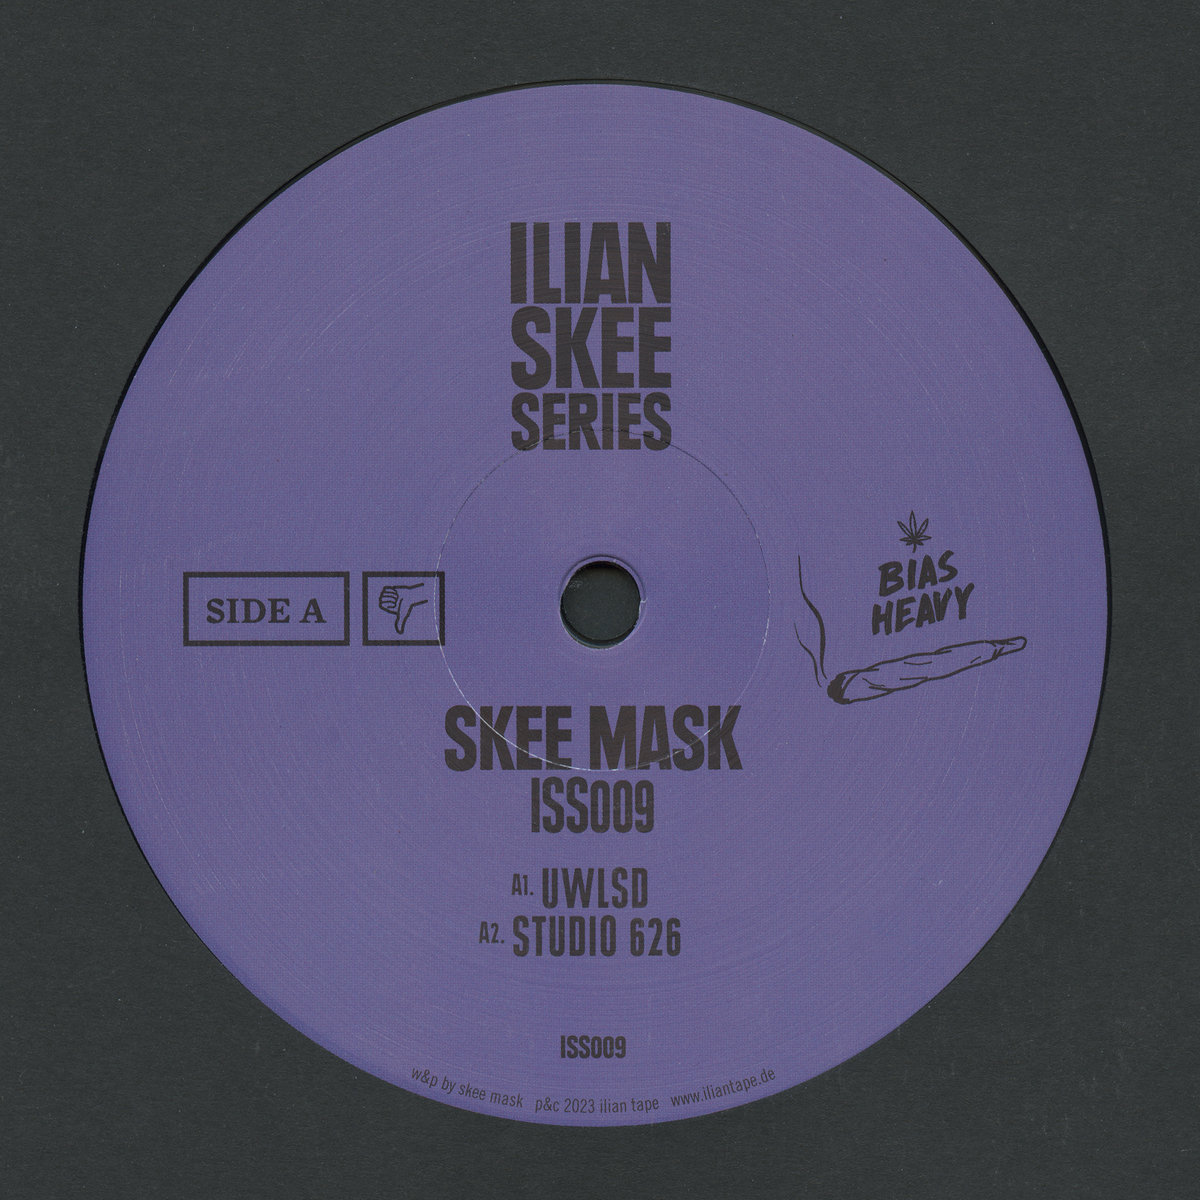 ILIAN
SKEE
SERIES
SIDE A
BIAS
HEAVY
SKEE MASK
ISS009
A1. UWLSD
A2. STUDIO 626
ISS009
w&p by skee mask p&c 2023 ilian tape www.iliantape.de